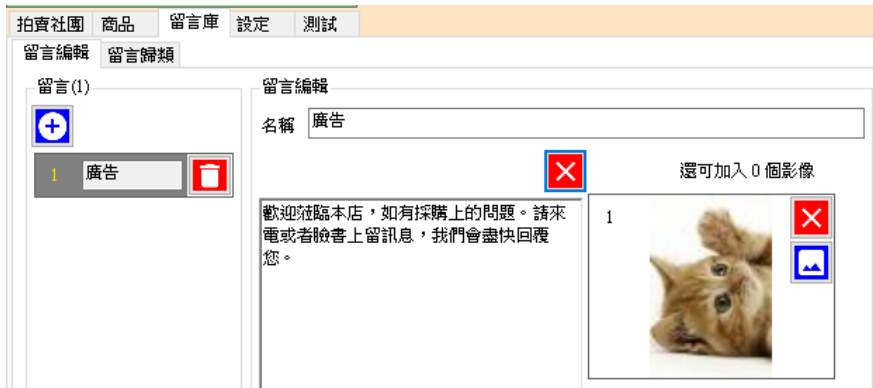 拍賣社團 商品 留言庫 設定 測試
留言編輯 留言歸類
留言(1)
留言編輯
名稱 廣告
1 廣告
還可加入 0 個影像
歡迎蒞臨本店，如有採購上的問題。請來
電或者臉書上留訊息，我們會盡快回覆
您。
1